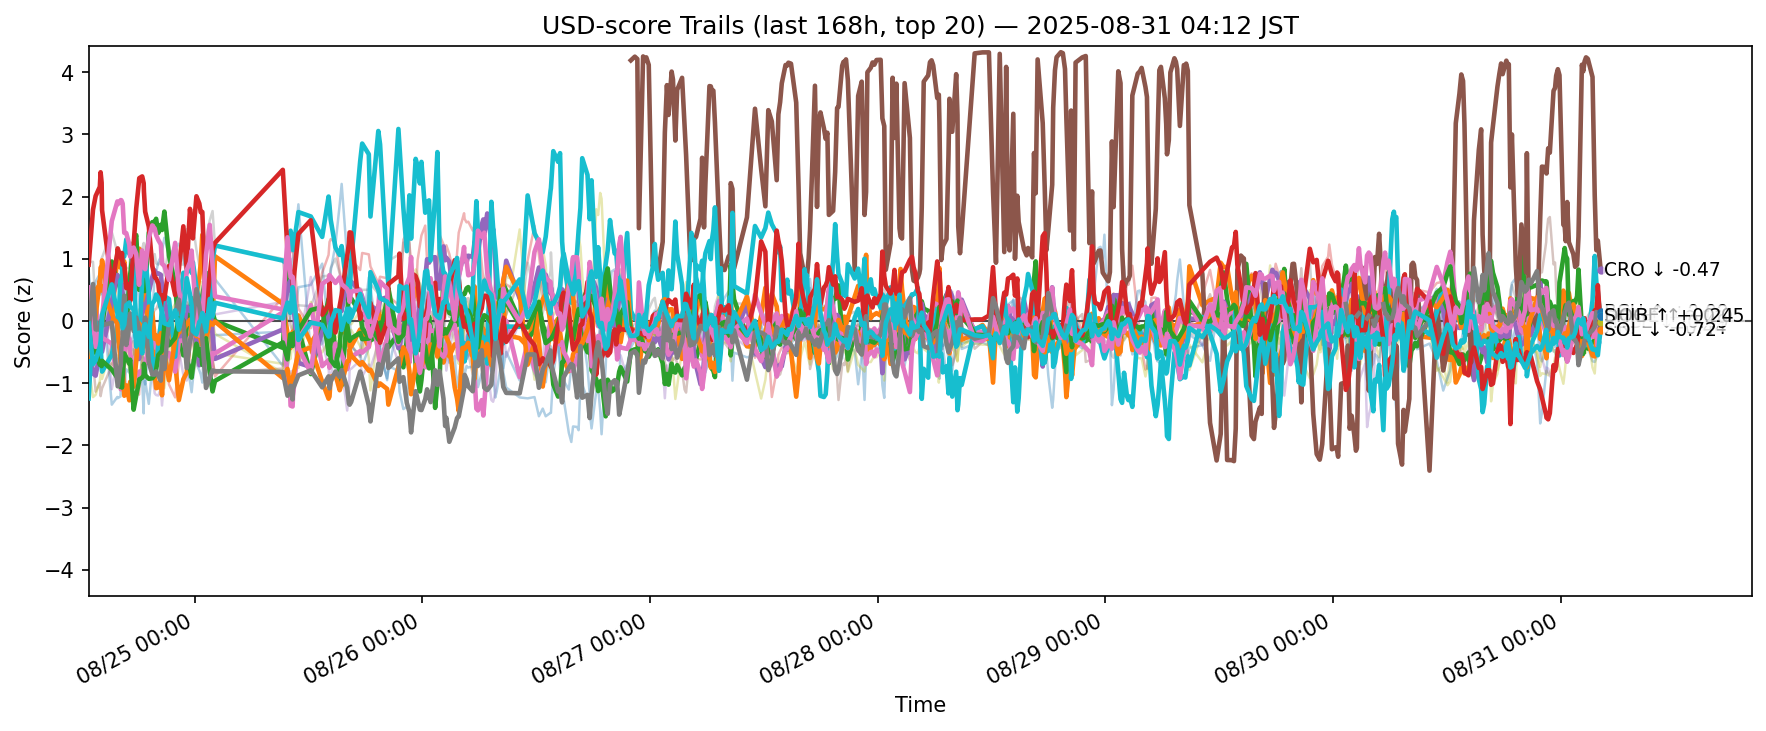 USD-score Trails (last 168h, top 20) — 2025-08-31 04:12 JST
Score (z)
4
3
2
1
0
−1
−2
−3
−4
CRO ↓ -0.47
SHIB
SOL ↓ -0.72
08/25 00:00
08/26 00:00
08/27 00:00
08/28 00:00
08/29 00:00
08/30 00:00
08/31 00:00
Time